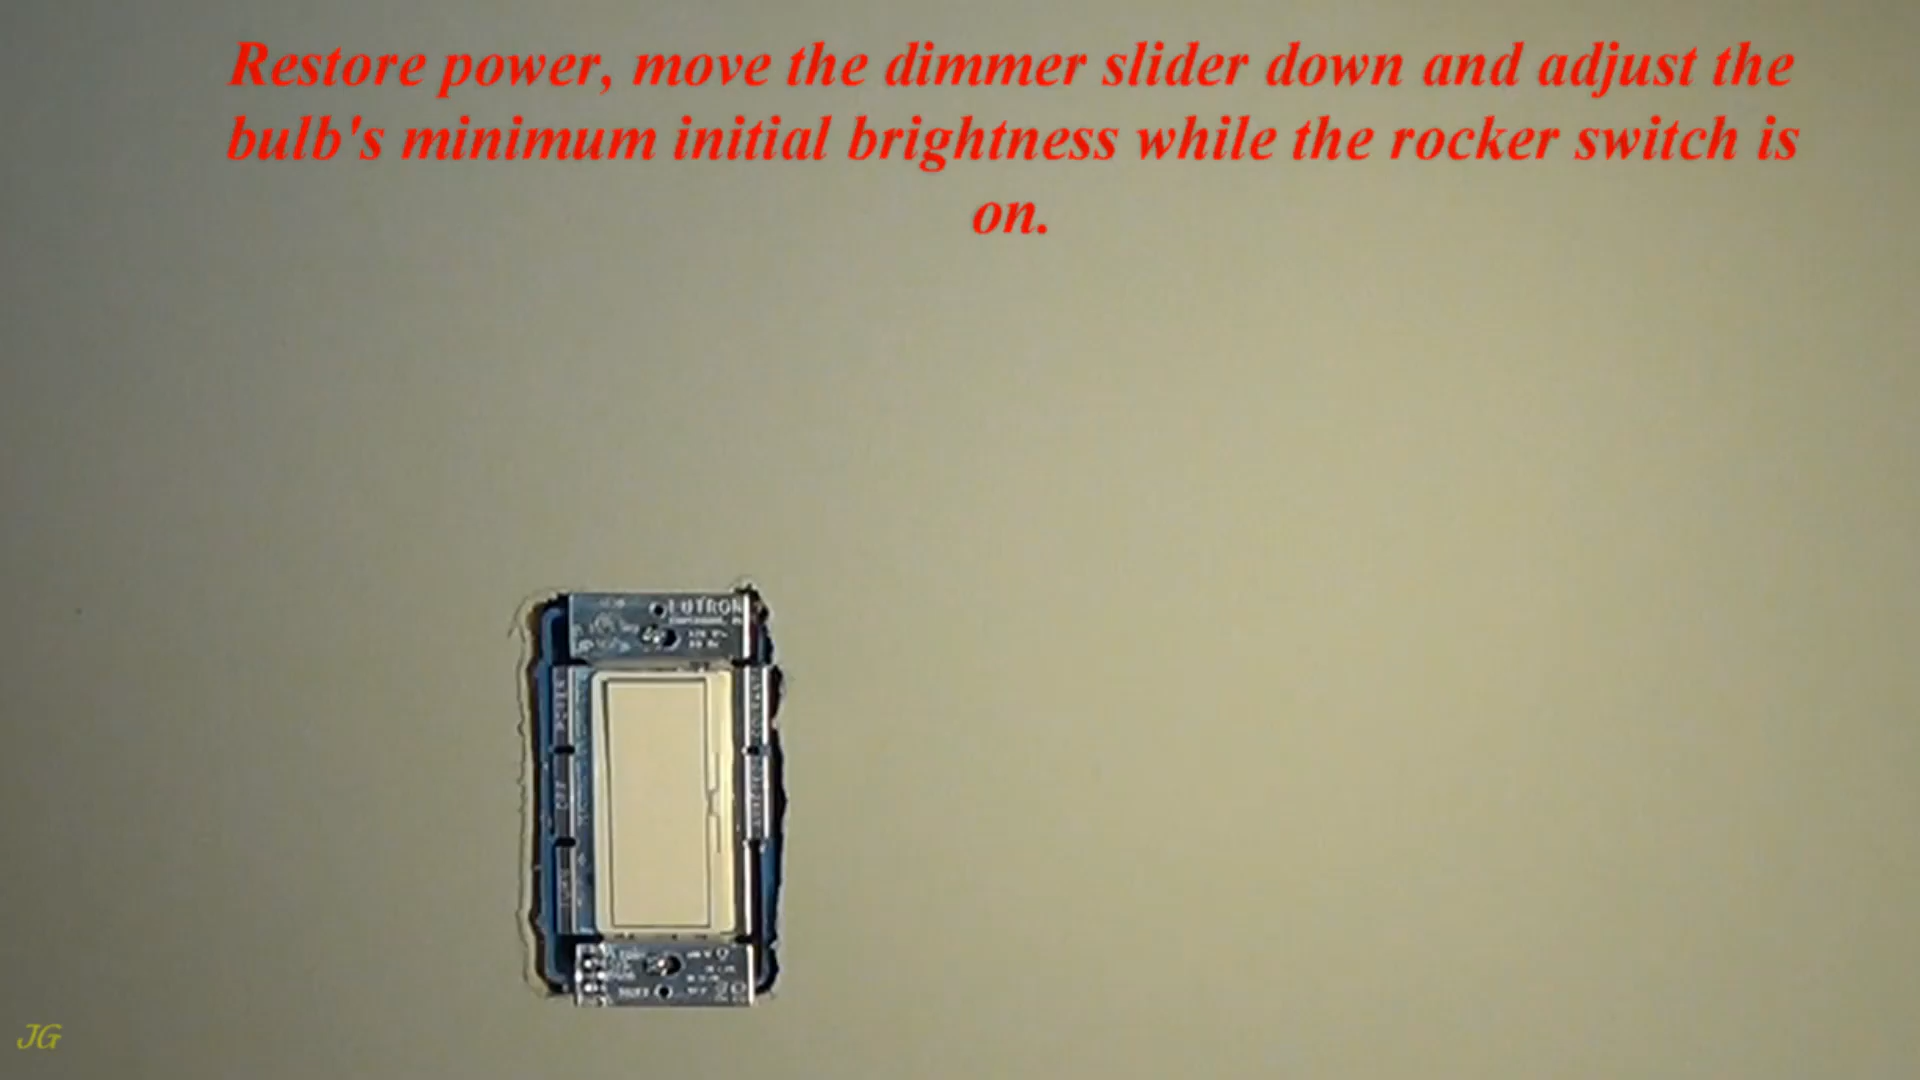 Restore power, move the dimmer slider down and adjust the
bulb's minimum initial brightness while the rocker switch is
on.
LUTRON
JG